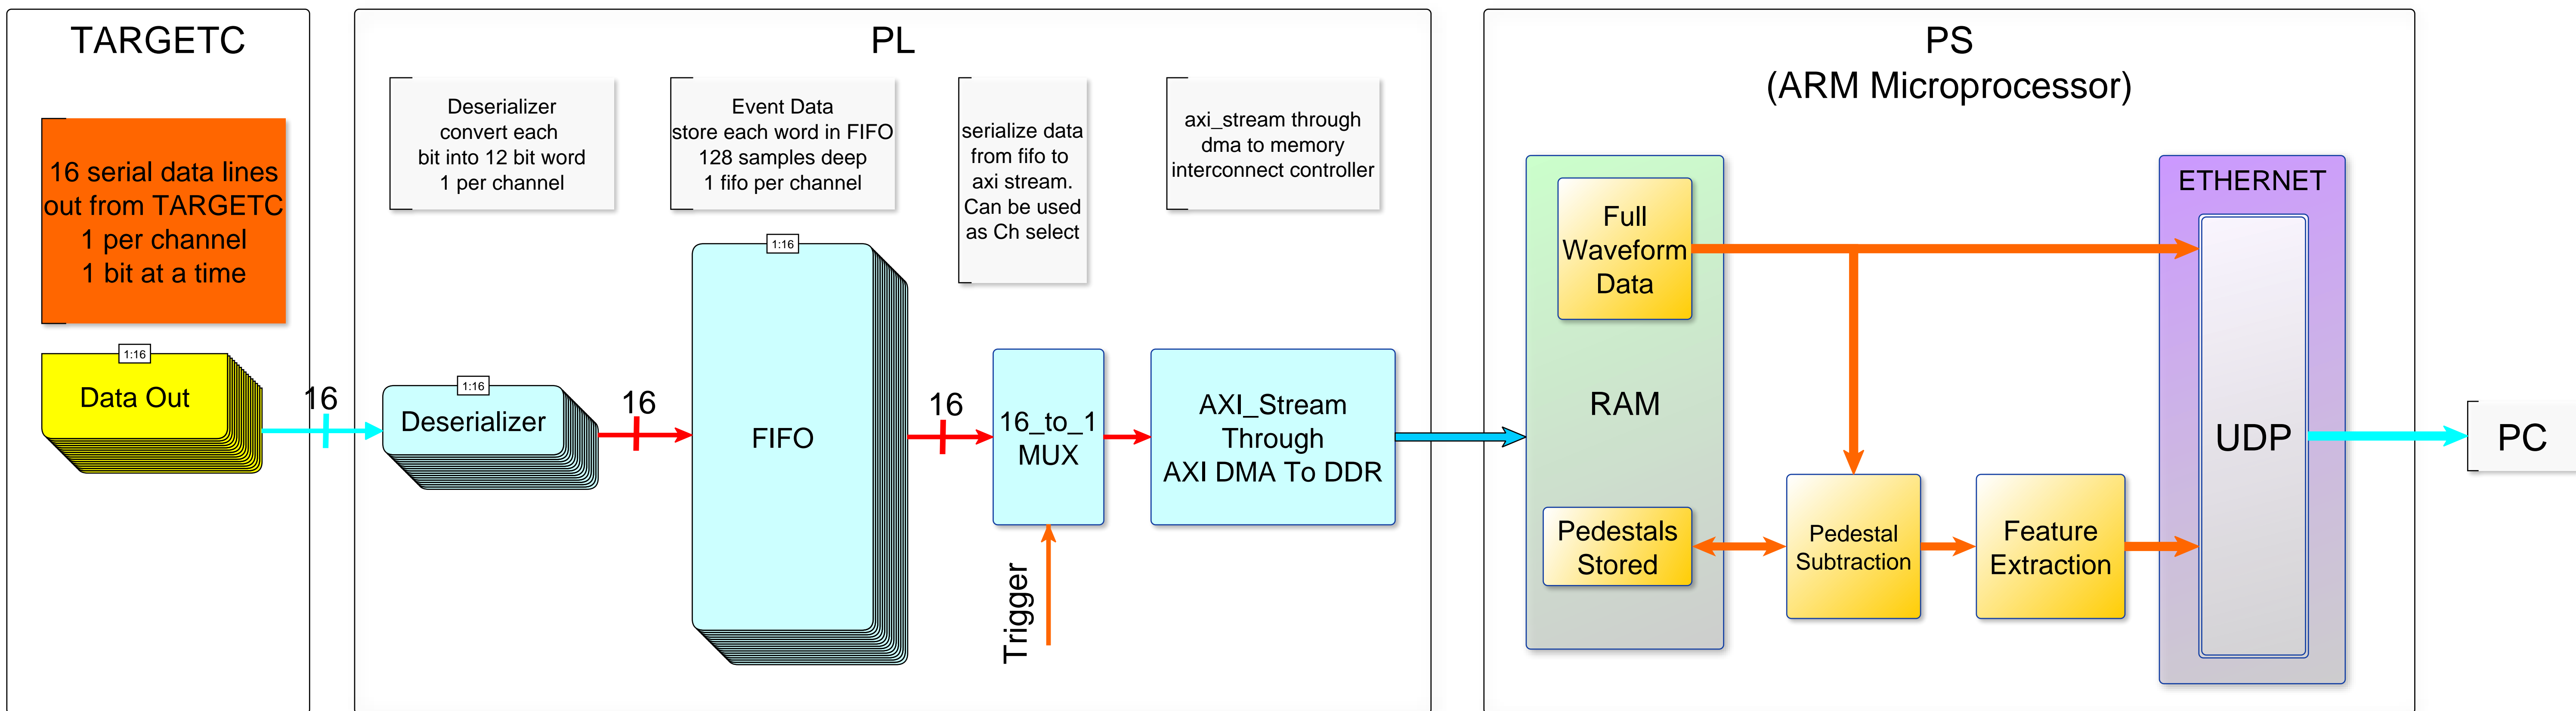 TARGETC
16 serial data lines
out from TARGETC
1 per channel
1 bit at a time
1:16
Data Out
16
PL
Deserializer
convert each
bit into 12 bit word
1 per channel
Event Data
store each word in FIFO
128 samples deep
1 fifo per channel
serialize data
from fifo to
axi stream.
Can be used
as Ch select
axi_stream through
dma to memory
interconnect controller
1:16
Deserializer
16
1:16
FIFO
16
16_to_1
MUX
Trigger
AXI_Stream
Through
AXI DMA To DDR
PS
(ARM Microprocessor)
Full
Waveform
Data
RAM
Pedestals
Stored
Pedestal
Subtraction
Feature
Extraction
ETHERNET
UDP
PC